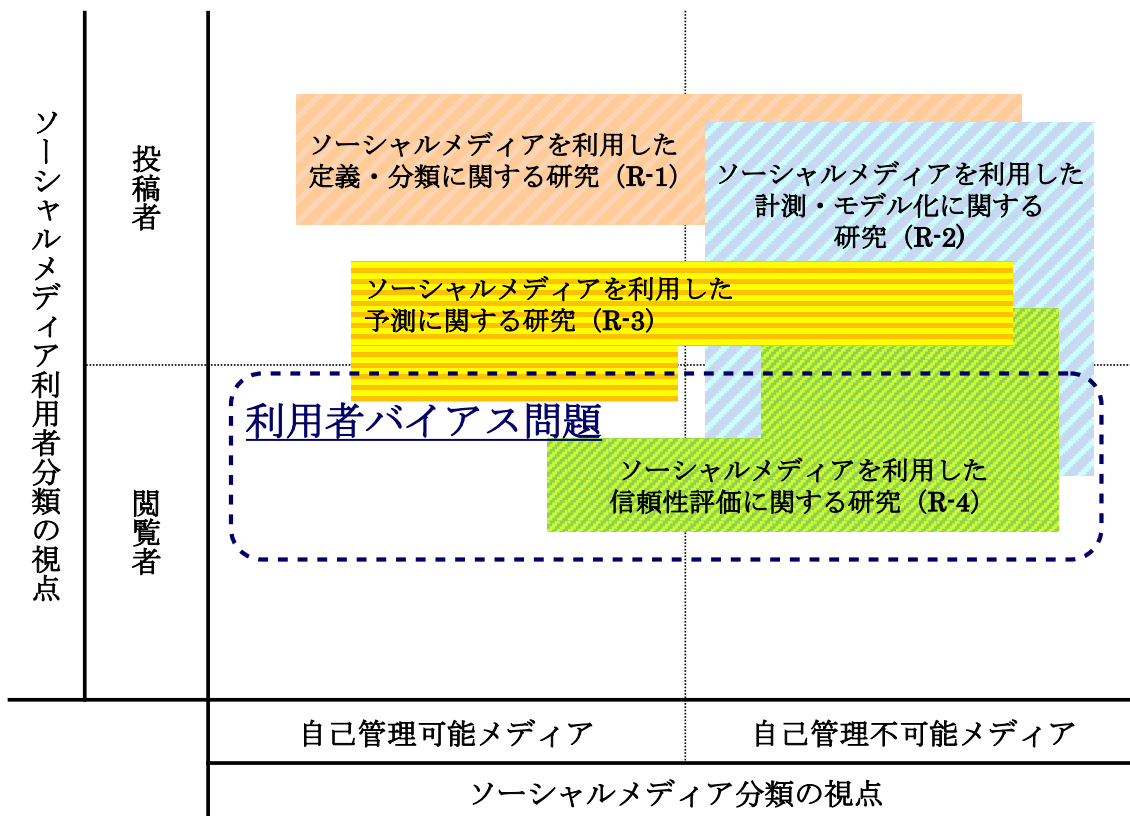 ソーシャルメディア利用者分類の視点
投稿者
閲覧者
ソーシャルメディアを利用した
定義・分類に関する研究（R-1）
ソーシャルメディアを利用した
計測・モデル化に関する
研究（R-2)
ソーシャルメディアを利用した
予測に関する研究（R-3）
利用者バイアス問題
ソーシャルメディアを利用した
信頼性評価に関する研究（R-4）
自己管理可能メディア
自己管理不可能メディア
ソーシャルメディア分類の視点